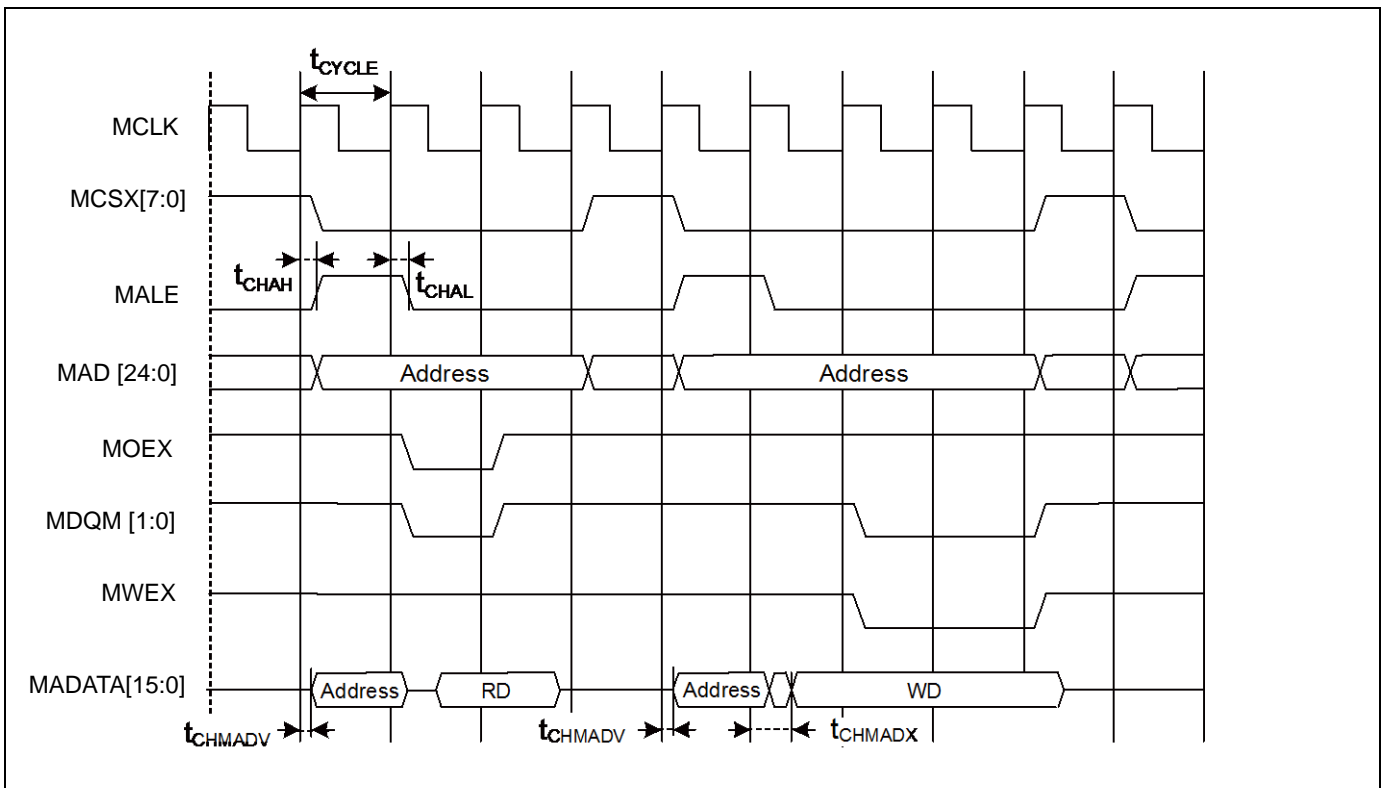 tCYCLE
MCLK
MCSX[7:0]
tCHAH
tCHAL
MALE
MAD [24:0]
Address
Address
MOEX
MDQM [1:0]
MWEX
MADATA[15:0]
Address
RD
Address
WD
tCHMADV
tCHMADV
tCHMADX